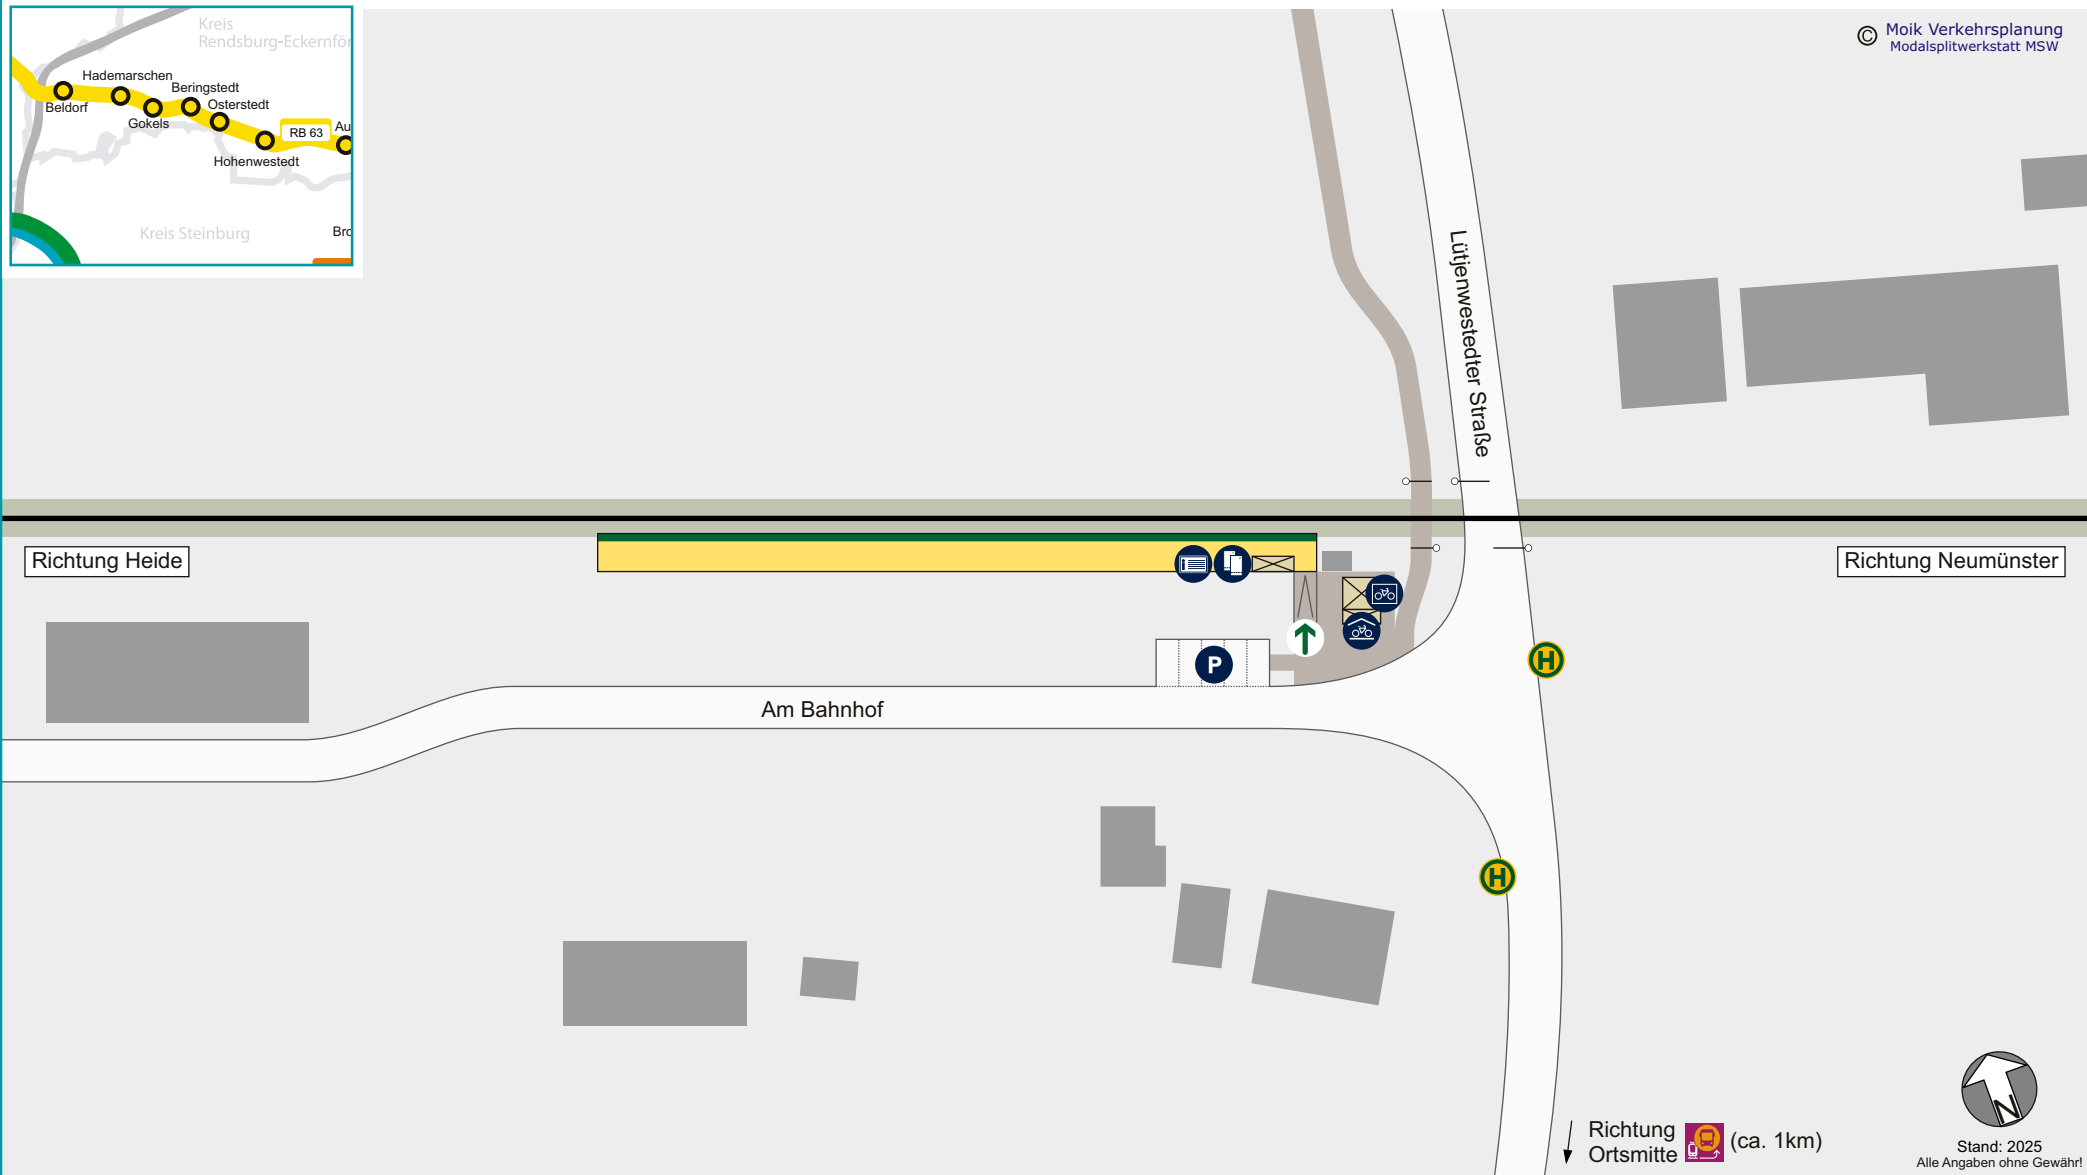 Kreis
Rendsburg-Eckernför
Hademarschen
Beringstedt
Beldorf
Osterstedt
Gokels
RB 63
Au
Hohenwestedt
Kreis Steinburg
Bro
© Moik Verkehrsplanung
Modalsplitwerkstatt MSW
Lütjenwestedter Straße
Richtung Heide
Richtung Neumünster
P
H
Am Bahnhof
H
N
Richtung
Ortsmitte
(ca. 1km)
Stand: 2025
Alle Angaben ohne Gewähr!